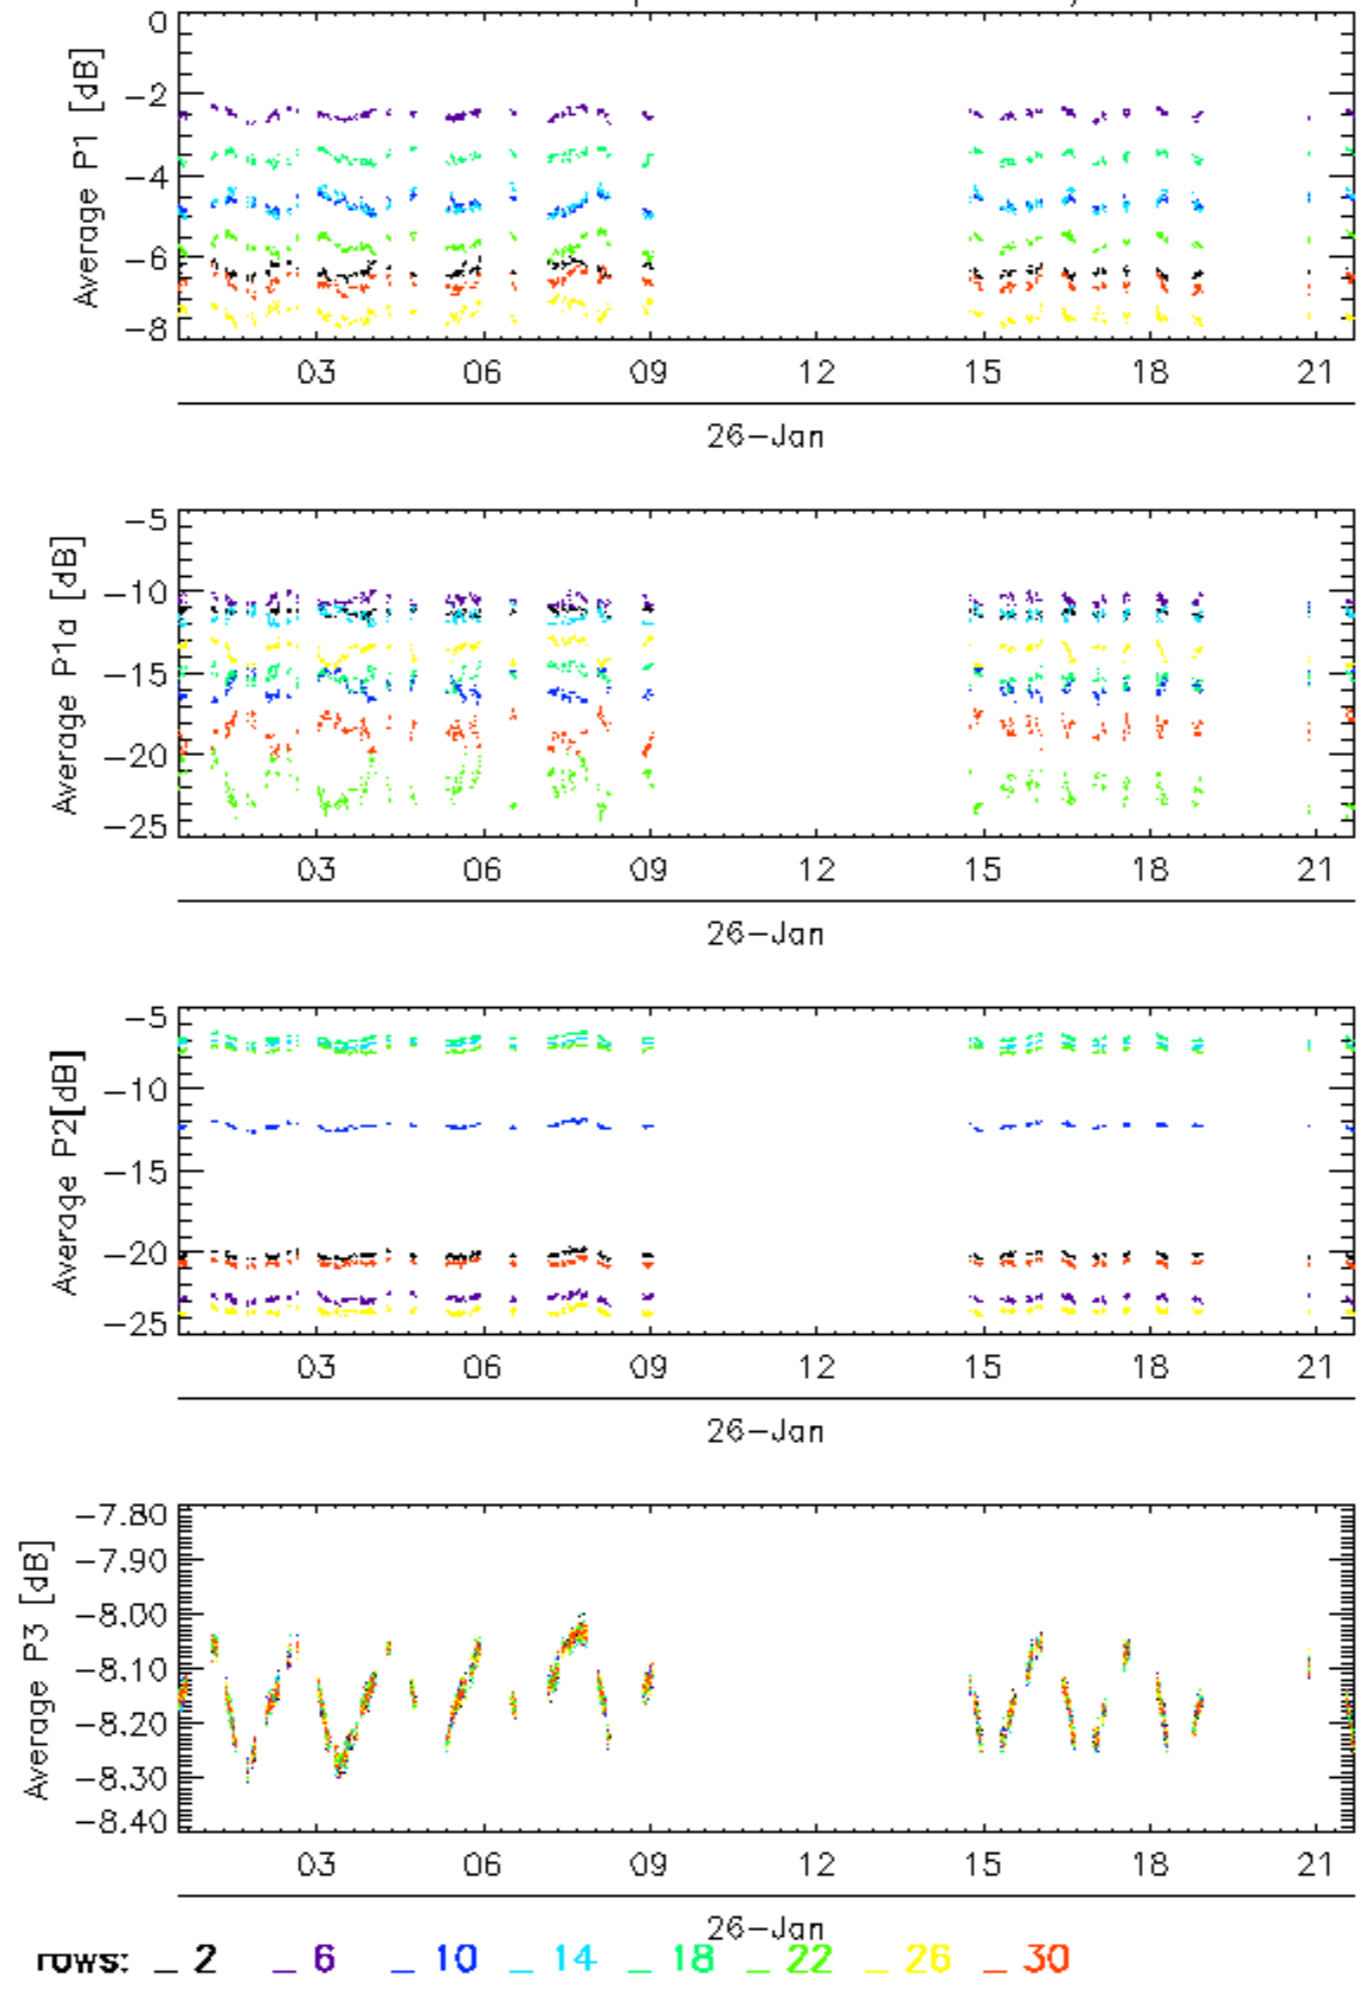 0
−2
−4
−6
−8
Average P1 [dB]
03 06 09 12 15 18 21
26−Jan
−5
−10
−15
−20
−25
Average P1a [dB]
03 06 09 12 15 18 21
26−Jan
−5
−10
−15
−20
−25
Average P2[dB]
03 06 09 12 15 18 21
26−Jan
−7.80
−7.90
−8.00
−8.10
−8.20
−8.30
−8.40
Average P3 [dB]
03 06 09 12 15 18 21
26−Jan
rows: _ 2 _ 6 _ 10 _ 14 _ 18 _ 22 _ 26 _ 30